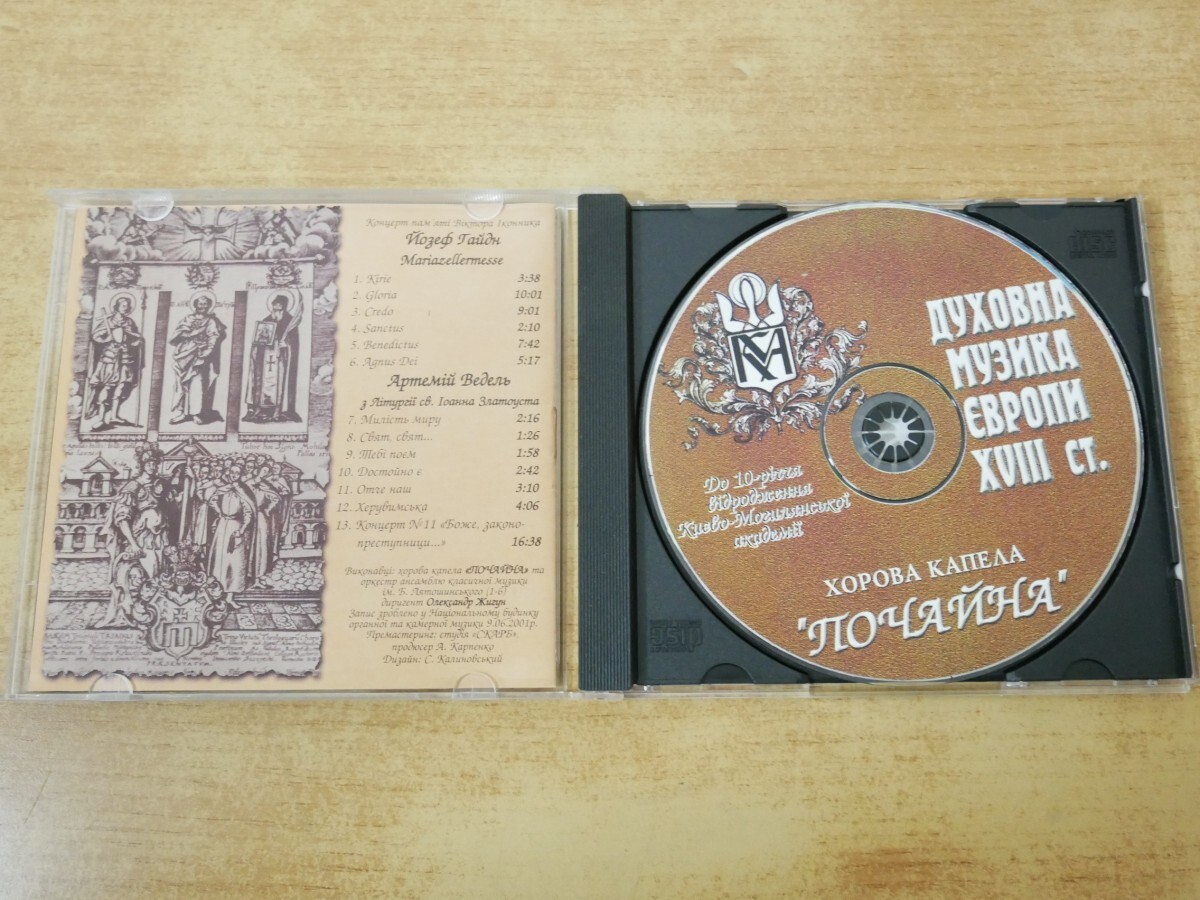 Концерт пам'яті Віктора Іконника
Йозеф Гайдн
Mariazellermesse
1. Kirie 3:38
2. Gloria 10:01
3. Credo 9:01
4. Sanctus 2:10
5. Benedictus 7:42
6. Agnus Dei 5:17
Артемій Ведель
з Літургії св. Іоанна Златоуста
7. Милість миру 2:16
8. Свят, свят... 1:26
9. Тебі поєм 1:58
10. Достойно є 2:42
11. Отче наш 3:10
12. Херувимська 4:06
13. Концерт №11 «Боже, законо-
преступници...» 16:38
Виконавці: хорова капела «ПОЧАЙНА» та
оркестр ансамблю класичної музики
ім. Б. Лятошинського (1-6)
диригент Олександр Жигун
Запис зроблено у Національному будинку
органної та камерної музики 9.06.2001р.
Премастеринг: студія «СКАРБ»,
продюсер А. Карпенко
Дизайн: С. Калиновський
ДУХОВНА
МУЗИКА
ЄВРОПИ
XVIII СТ.
До 10-річчя
відродження
Києво-Могилянської
академії
ХОРОВА КАПЕЛА
"ПОЧАЙНА"